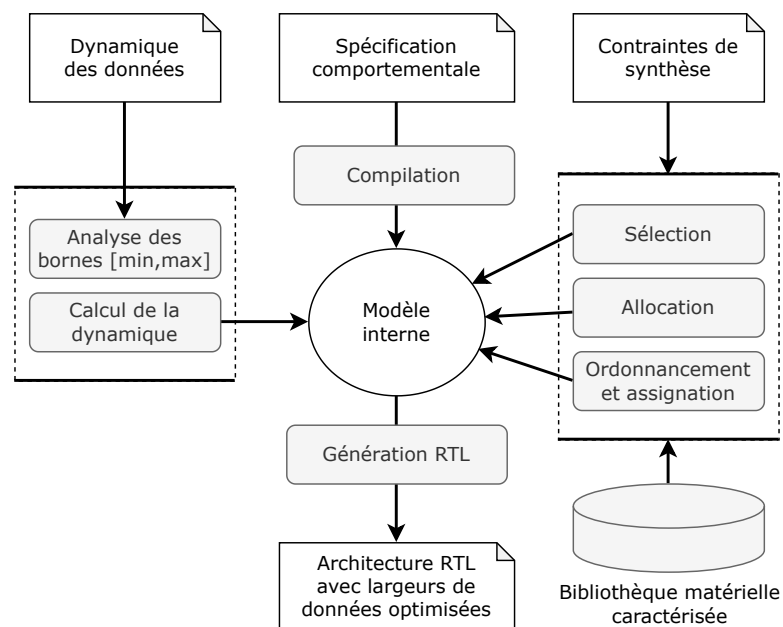 Dynamique
des données
Spécification
comportementale
Contraintes de
synthèse
Compilation
Analyse des
bornes [min,max]
Calcul de la
dynamique
Modèle
interne
Sélection
Allocation
Ordonnancement
et assignation
Génération RTL
Architecture RTL
avec largeurs de
données optimisées
Bibliothèque matérielle
caractérisée